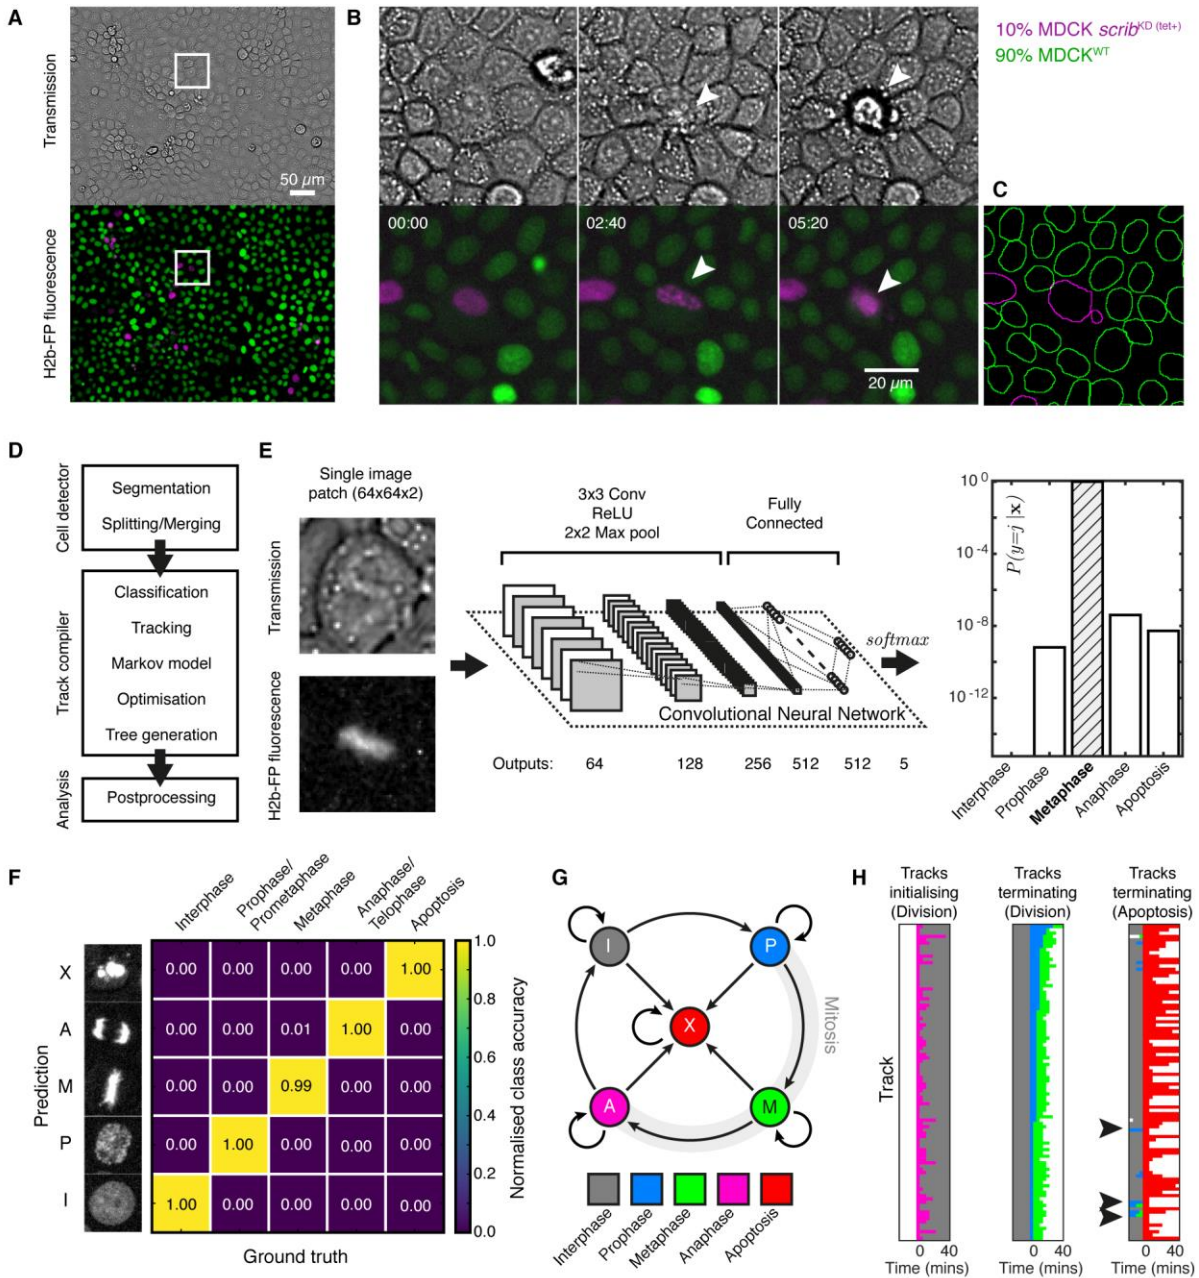 A
Transmission
50 µm
H2b-FP fluorescence
B
00:00
02:40
05:20
20 µm
10% MDCK scribKD (tet+)
90% MDCKWT
C
D
Cell detector
Segmentation
Splitting/Merging
Track compiler
Classification
Tracking
Markov model
Optimisation
Tree generation
Analysis
Postprocessing
E
Single image
patch (64x64x2)
Transmission
H2b-FP fluorescence
3x3 Conv
ReLU
2x2 Max pool
Fully
Connected
Convolutional Neural Network
Outputs: 64 128 256 512 512 5
softmax
P(y=j |x)
10^0
10^-4
10^-8
10^-12
Interphase
Prophase
Metaphase
Anaphase
Apoptosis
F
Interphase
Prophase/
Prometaphase
Metaphase
Anaphase/
Telophase
Apoptosis
Prediction
X 0.00 0.00 0.00 0.00 1.00
A 0.00 0.00 0.01 1.00 0.00
M 0.00 0.00 0.99 0.00 0.00
P 0.00 1.00 0.00 0.00 0.00
I 1.00 0.00 0.00 0.00 0.00
Ground truth
1.0
0.8
0.6
0.4
0.2
0.0
Normalised class accuracy
G
I
P
X
A
M
Mitosis
Interphase
Prophase
Metaphase
Anaphase
Apoptosis
H
Tracks
initialising
(Division)
Tracks
terminating
(Division)
Tracks
terminating
(Apoptosis)
Track
0 40
Time (mins)
0 40
Time (mins)
0 40
Time (mins)